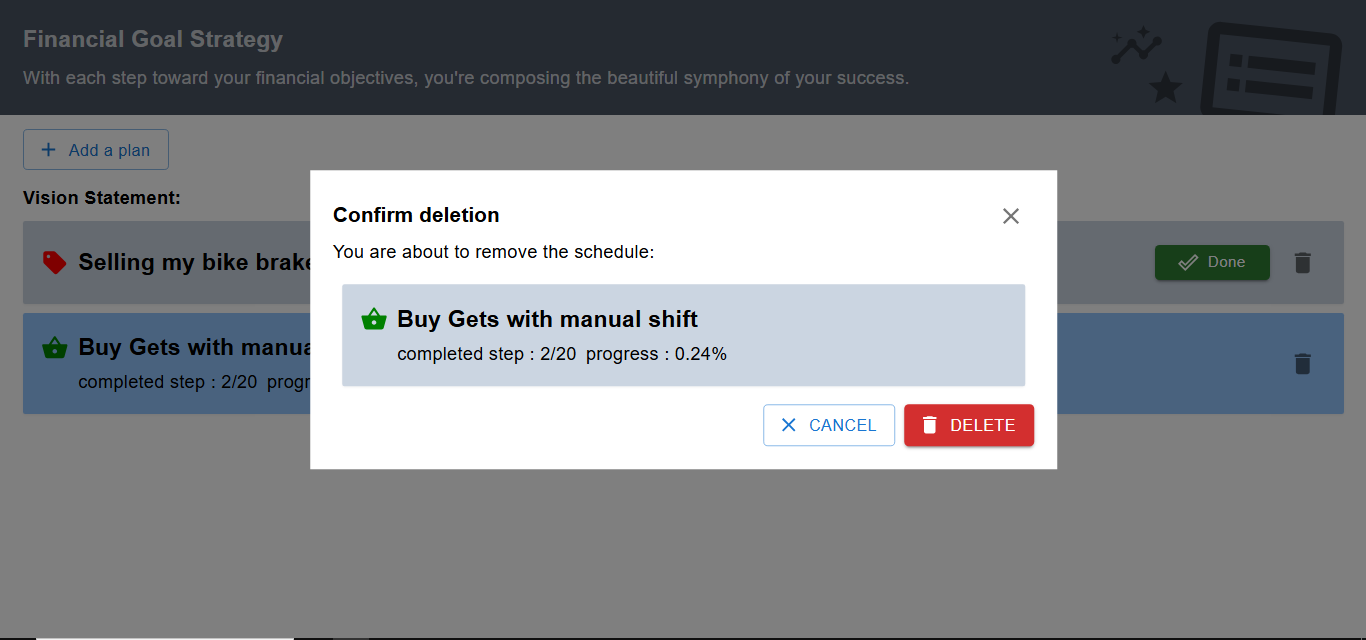 Financial Goal Strategy
With each step toward your financial objectives, you're composing the beautiful symphony of your success.
Add a plan
Vision Statement:
Selling my bike brake
Done
Buy Gets with manua
completed step : 2/20 progr
Confirm deletion
You are about to remove the schedule:
Buy Gets with manual shift
completed step : 2/20 progress : 0.24%
CANCEL
DELETE